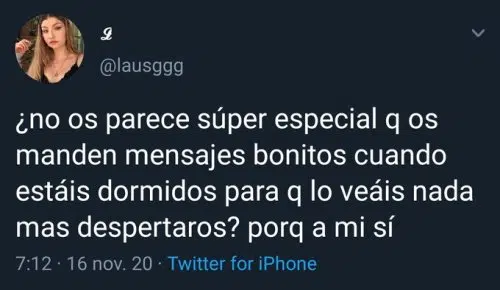 ℒ
@lausggg
¿no os parece súper especial q os
manden mensajes bonitos cuando
estáis dormidos para q lo veáis nada
mas despertaros? porq a mi sí
7:12 · 16 nov. 20 · Twitter for iPhone